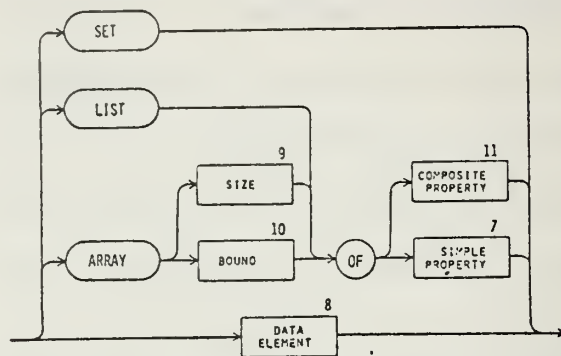 SET
LIST
9
SIZE
11
COMPOSITE
PROPERTY
10
ARRAY
BOUND
OF
7
SIMPLE
PROPERTY
8
DATA
ELEMENT